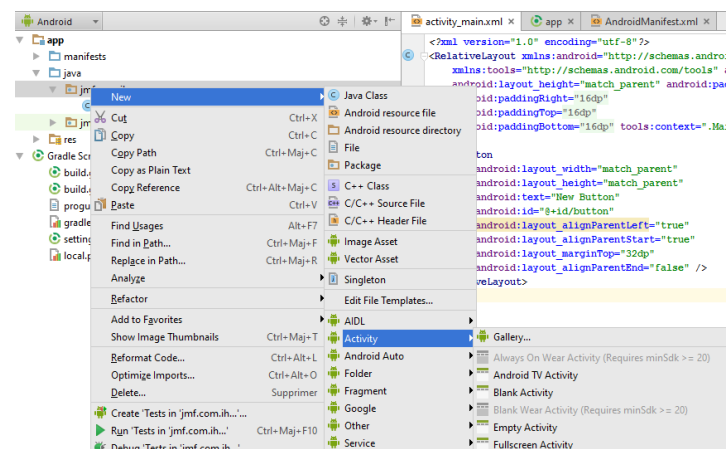 Android
activity_main.xml
app
AndroidManifest.xml
app
manifests
java
New
Cut Ctrl+X
Copy Ctrl+C
Copy Path Ctrl+Maj+C
Copy as Plain Text
Copy Reference Ctrl+Alt+Maj+C
Paste Ctrl+V
Find Usages Alt+F7
Find in Path... Ctrl+Maj+F
Replace in Path... Ctrl+Maj+R
Analyze
Refactor
Add to Favorites
Show Image Thumbnails Ctrl+Maj+T
Reformat Code... Ctrl+Alt+L
Optimize Imports... Ctrl+Alt+O
Delete... Supprimer
Create 'Tests in 'jmf.com.ih...'...
Run 'Tests in 'jmf.com.ih...' Ctrl+Maj+F10
Debug 'Tests in 'jmf.com.ih...'
jm
res
Gradle Scr
build.g
build.g
progu
gradle
setting
local.p
Java Class
Android resource file
Android resource directory
File
Package
C++ Class
C/C++ Source File
C/C++ Header File
Image Asset
Vector Asset
Singleton
Edit File Templates...
AIDL
Activity
Android Auto
Folder
Fragment
Google
Other
Service
Gallery...
Always On Wear Activity (Requires minSdk >= 20)
Android TV Activity
Blank Activity
Blank Wear Activity (Requires minSdk >= 20)
Empty Activity
Fullscreen Activity
<?xml version="1.0" encoding="utf-8"?>
<RelativeLayout xmlns:android="http://schemas.andro
xmlns:tools="http://schemas.android.com/tools" a
android:layout_height="match_parent" android:pad
oid:paddingRight="16dp"
oid:paddingTop="16dp"
oid:paddingBottom="16dp" tools:context=".Mai
ton
android:layout_width="match_parent"
android:layout_height="match_parent"
android:text="New Button"
android:id="@+id/button"
android:layout_alignParentLeft="true"
android:layout_alignParentStart="true"
android:layout_marginTop="32dp"
android:layout_alignParentEnd="false" />
veLayout>